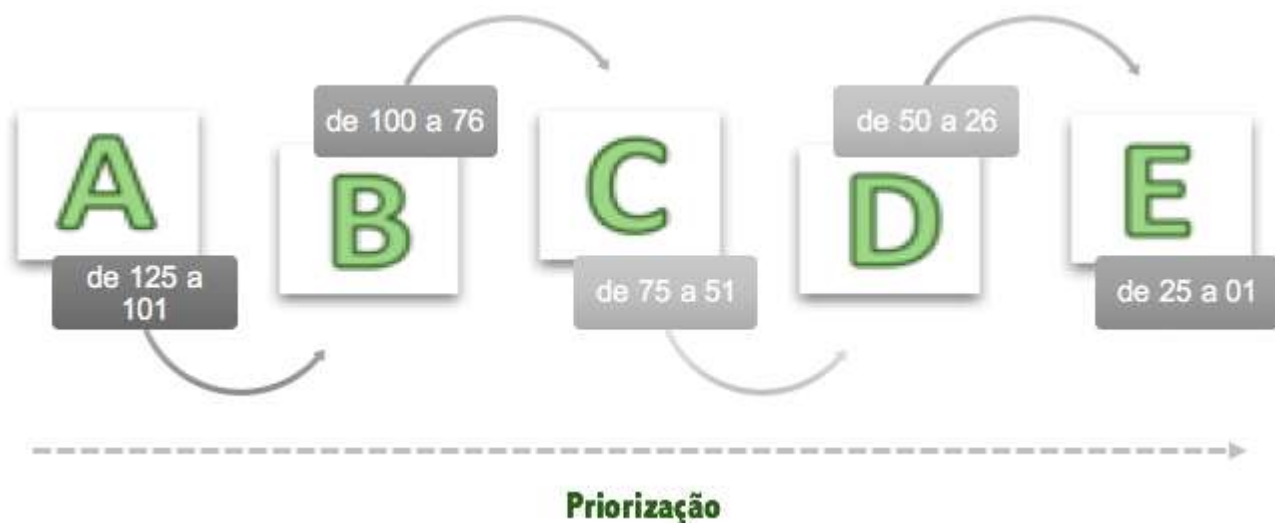 A
de 125 a
101
B
de 100 a 76
C
de 75 a 51
D
de 50 a 26
E
de 25 a 01
Priorização